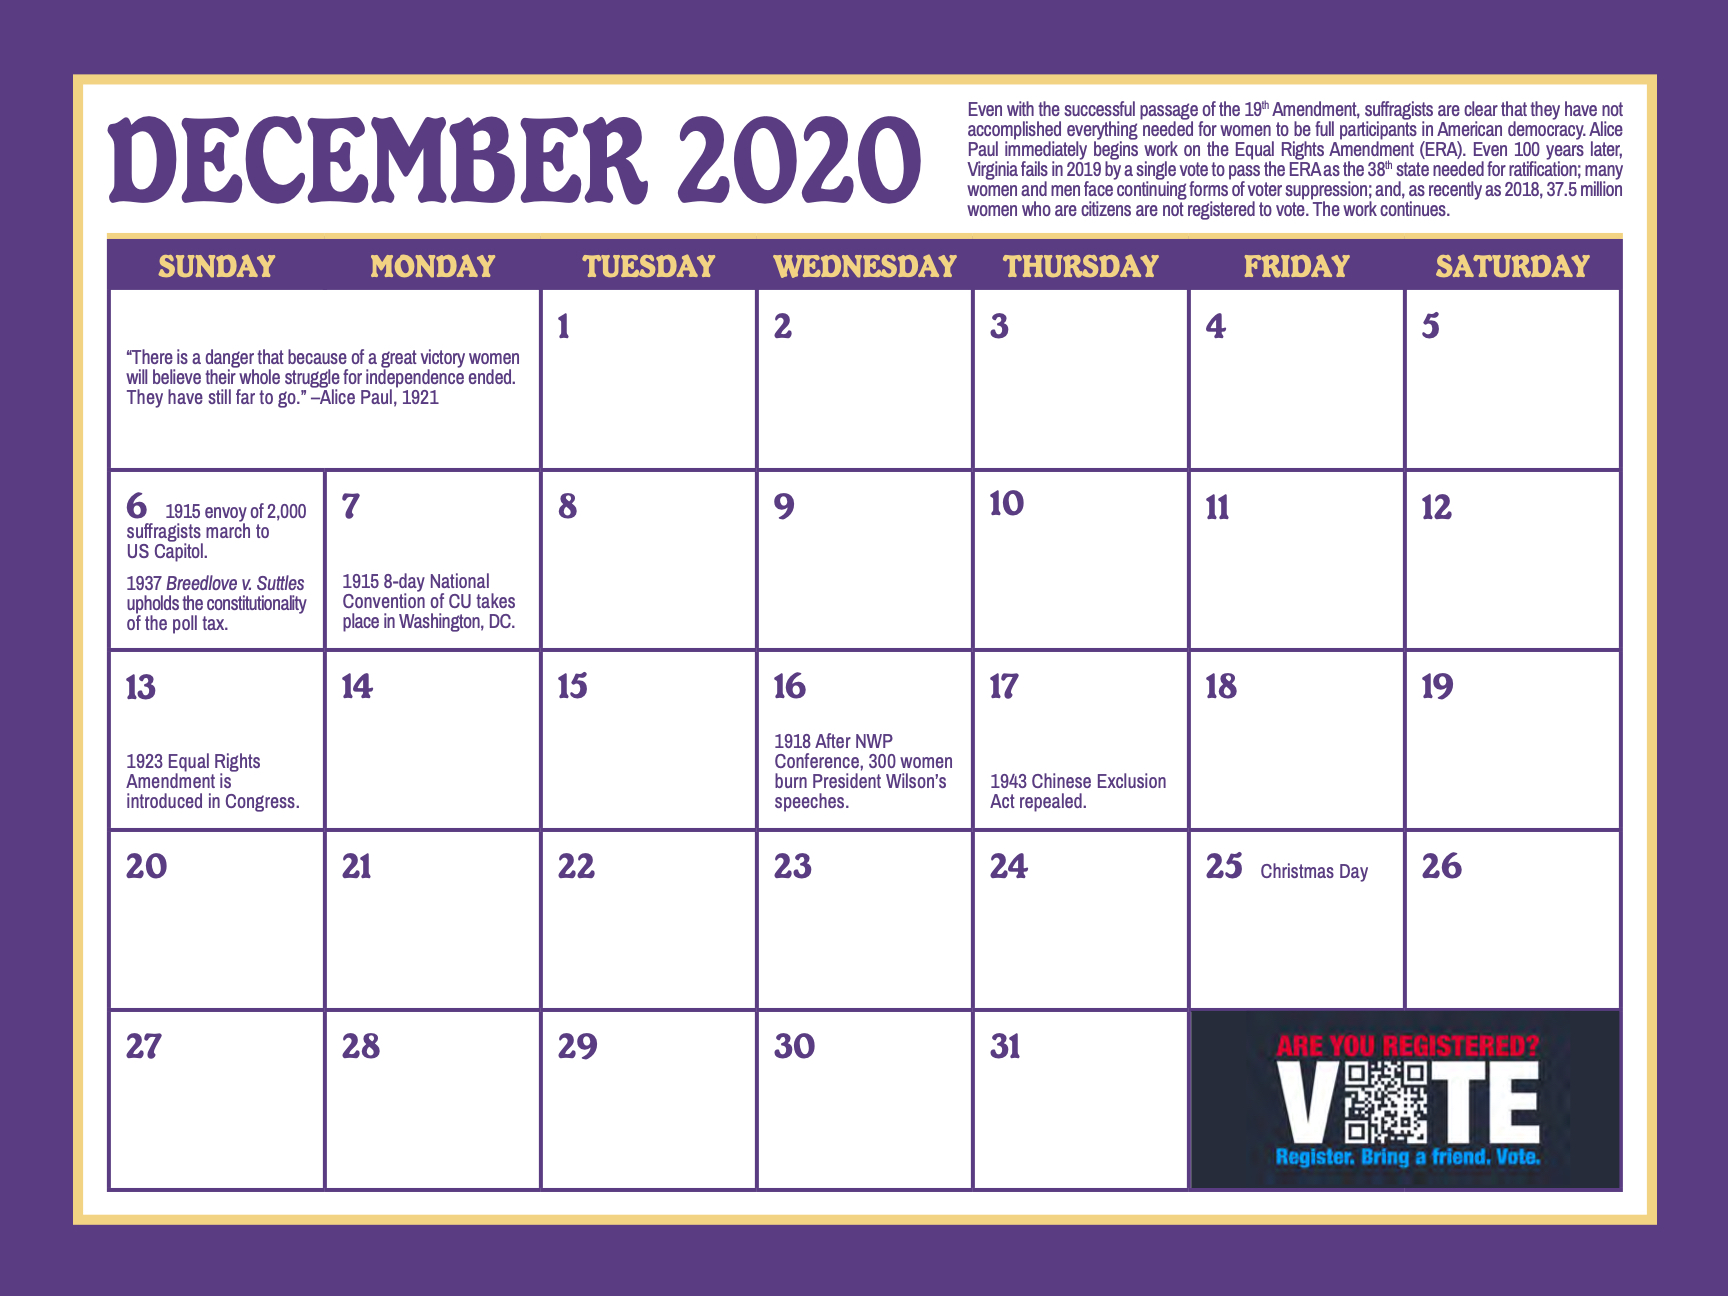 DECEMBER 2020
Even with the successful passage of the 19th Amendment, suffragists are clear that they have not
accomplished everything needed for women to be full participants in American democracy. Alice
Paul immediately begins work on the Equal Rights Amendment (ERA). Even 100 years later,
Virginia fails in 2019 by a single vote to pass the ERA as the 38th state needed for ratification; many
women and men face continuing forms of voter suppression; and, as recently as 2018, 37.5 million
women who are citizens are not registered to vote. The work continues.
SUNDAY MONDAY TUESDAY WEDNESDAY THURSDAY FRIDAY SATURDAY
“There is a danger that because of a great victory women
will believe their whole struggle for independence ended.
They have still far to go.” –Alice Paul, 1921
1
2
3
4
5
6 1915 envoy of 2,000
suffragists march to
US Capitol.
1937 Breedlove v. Suttles
upholds the constitutionality
of the poll tax.
7
1915 8-day National
Convention of CU takes
place in Washington, DC.
8
9
10
11
12
13
1923 Equal Rights
Amendment is
introduced in Congress.
14
15
16
1918 After NWP
Conference, 300 women
burn President Wilson’s
speeches.
17
1943 Chinese Exclusion
Act repealed.
18
19
20
21
22
23
24
25 Christmas Day
26
27
28
29
30
31
ARE YOU REGISTERED?
V TE
Register. Bring a friend. Vote.